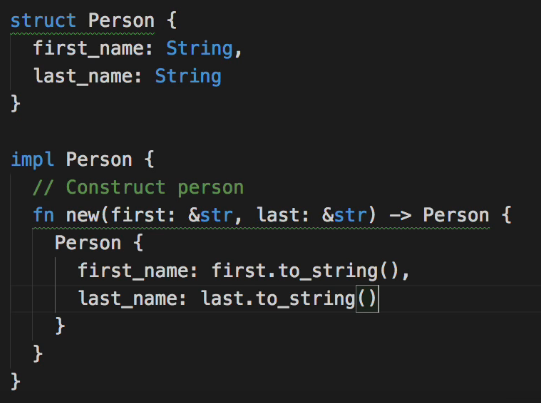 struct Person {
  first_name: String,
  last_name: String
}

impl Person {
  // Construct person
  fn new(first: &str, last: &str) -> Person {
    Person {
      first_name: first.to_string(),
      last_name: last.to_string()
    }
  }
}